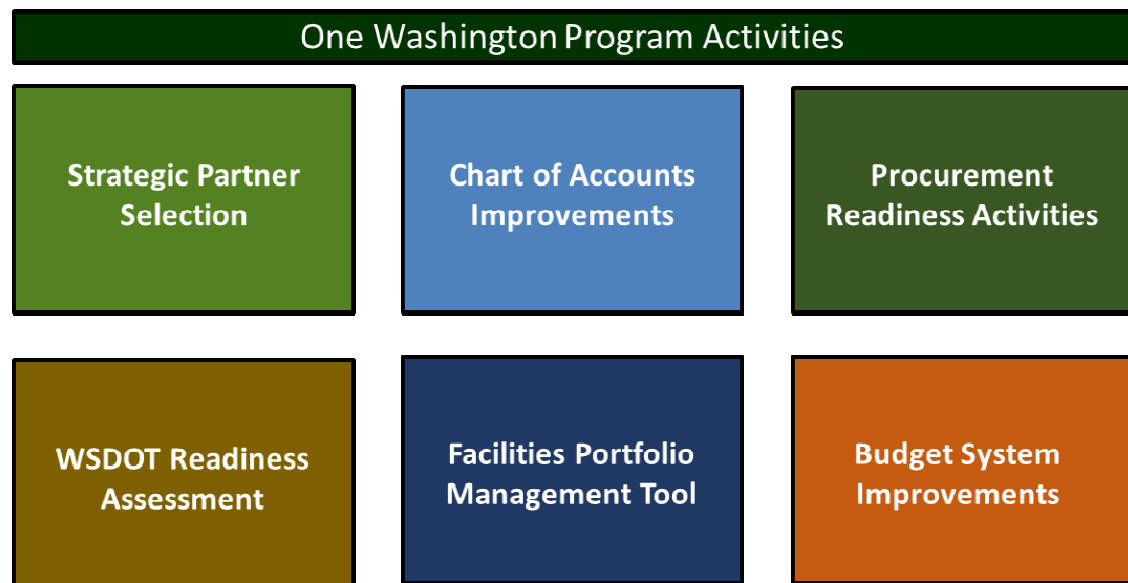 One Washington Program Activities
Strategic Partner
Selection
Chart of Accounts
Improvements
Procurement
Readiness Activities
WSDOT Readiness
Assessment
Facilities Portfolio
Management Tool
Budget System
Improvements